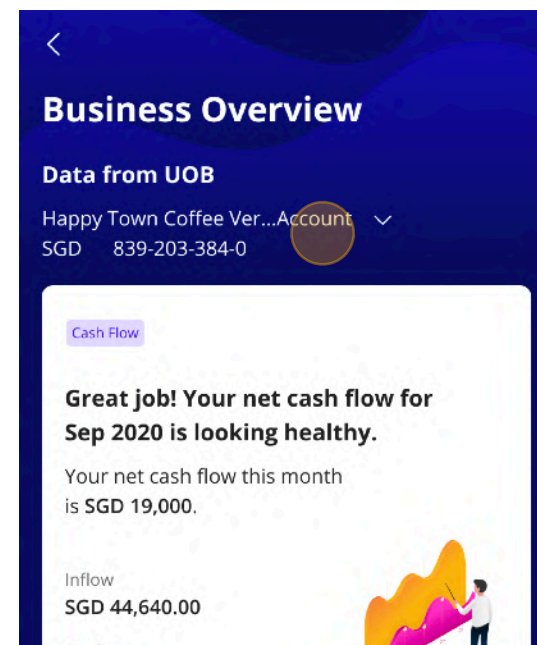 Business Overview
Data from UOB
Happy Town Coffee Ver...Account
SGD 839-203-384-0
Cash Flow
Great job! Your net cash flow for
Sep 2020 is looking healthy.
Your net cash flow this month
is SGD 19,000.
Inflow
SGD 44,640.00